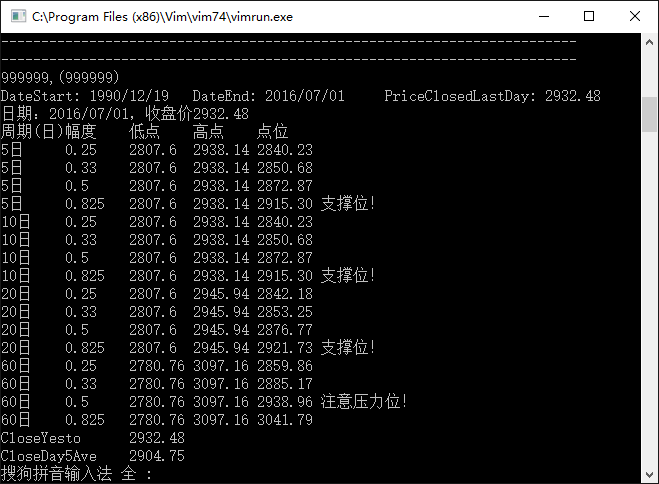 C:\Program Files (x86)\Vim\vim74\vimrun.exe
------------------------------------------------------------------------
------------------------------------------------------------------------
999999,(999999)
DateStart: 1990/12/19 DateEnd: 2016/07/01 PriceClosedLastDay: 2932.48
日期：2016/07/01，收盘价2932.48
周期(日)幅度 低点 高点 点位
5日 0.25 2807.6 2938.14 2840.23
5日 0.33 2807.6 2938.14 2850.68
5日 0.5 2807.6 2938.14 2872.87
5日 0.825 2807.6 2938.14 2915.30 支撑位!
10日 0.25 2807.6 2938.14 2840.23
10日 0.33 2807.6 2938.14 2850.68
10日 0.5 2807.6 2938.14 2872.87
10日 0.825 2807.6 2938.14 2915.30 支撑位!
20日 0.25 2807.6 2945.94 2842.18
20日 0.33 2807.6 2945.94 2853.25
20日 0.5 2807.6 2945.94 2876.77
20日 0.825 2807.6 2945.94 2921.73 支撑位!
60日 0.25 2780.76 3097.16 2859.86
60日 0.33 2780.76 3097.16 2885.17
60日 0.5 2780.76 3097.16 2938.96 注意压力位!
60日 0.825 2780.76 3097.16 3041.79
CloseYesto 2932.48
CloseDay5Ave 2904.75
搜狗拼音输入法 全 :